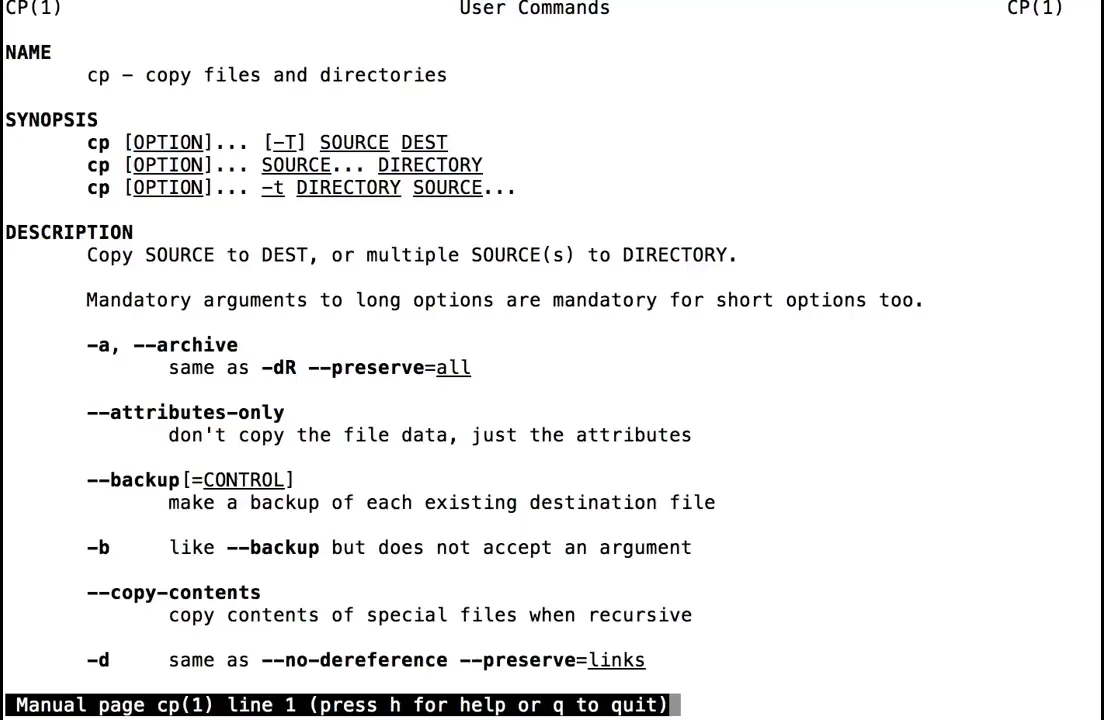 CP(1) User Commands CP(1)
NAME
cp – copy files and directories
SYNOPSIS
cp [OPTION]... [–T] SOURCE DEST
cp [OPTION]... SOURCE... DIRECTORY
cp [OPTION]... –t DIRECTORY SOURCE...
DESCRIPTION
Copy SOURCE to DEST, or multiple SOURCE(s) to DIRECTORY.
Mandatory arguments to long options are mandatory for short options too.
–a, ––archive
same as –dR ––preserve=all
––attributes–only
don't copy the file data, just the attributes
––backup[=CONTROL]
make a backup of each existing destination file
–b like ––backup but does not accept an argument
––copy–contents
copy contents of special files when recursive
–d same as ––no–dereference ––preserve=links
Manual page cp(1) line 1 (press h for help or q to quit)